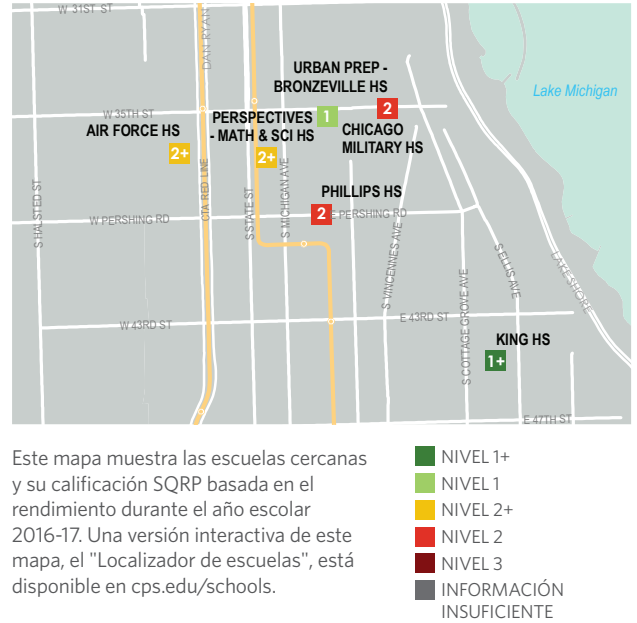 W 31ST ST
DAN RYAN
URBAN PREP -
BRONZEVILLE HS
Lake Michigan
W 35TH ST
AIR FORCE HS
PERSPECTIVES
- MATH & SCI HS
1
2
CHICAGO
MILITARY HS
2+
2+
S HALSTED ST
CTA RED LINE
S STATE ST
S MICHIGAN AVE
PHILLIPS HS
2
W PERSHING RD
E PERSHING RD
S VINCENNES AVE
S COTTAGE GROVE AVE
S ELLIS AVE
LAKE SHORE
W 43RD ST
E 43RD ST
KING HS
1+
E 47TH ST
Este mapa muestra las escuelas cercanas
y su calificación SQRP basada en el
rendimiento durante el año escolar
2016-17. Una versión interactiva de este
mapa, el "Localizador de escuelas", está
disponible en cps.edu/schools.
NIVEL 1+
NIVEL 1
NIVEL 2+
NIVEL 2
NIVEL 3
INFORMACIÓN
INSUFICIENTE